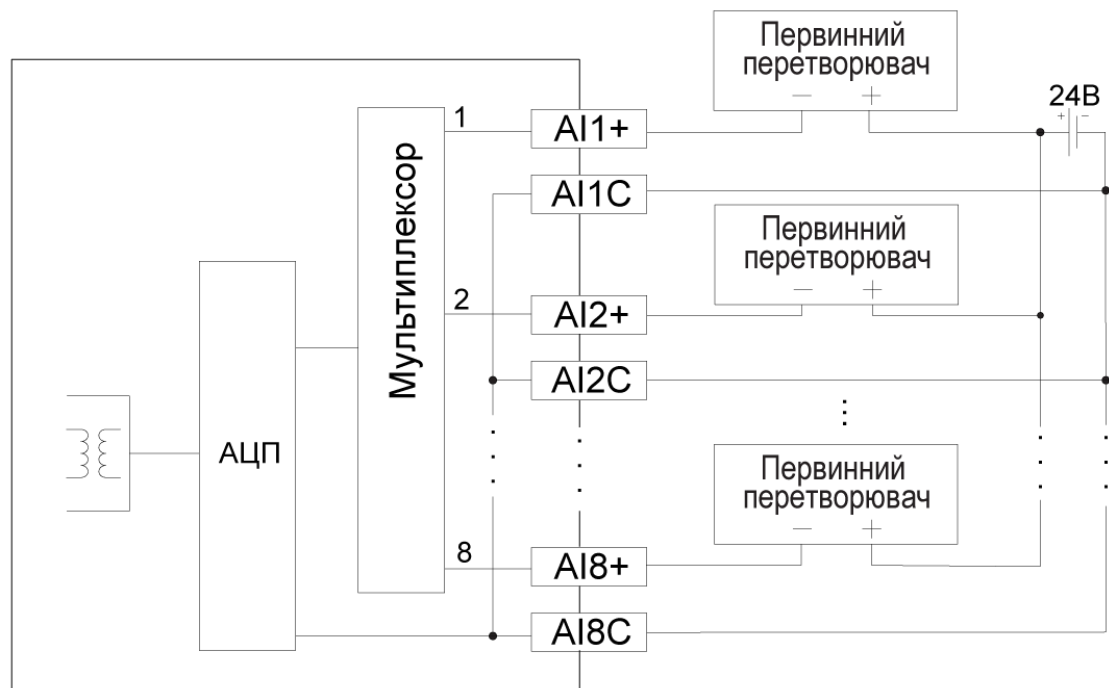 Первинний
перетворювач
— +
24В
+ -
1
AI1+
AI1C
Мультиплексор
Первинний
перетворювач
— +
2
AI2+
AI2C
АЦП
Первинний
перетворювач
— +
8
AI8+
AI8C